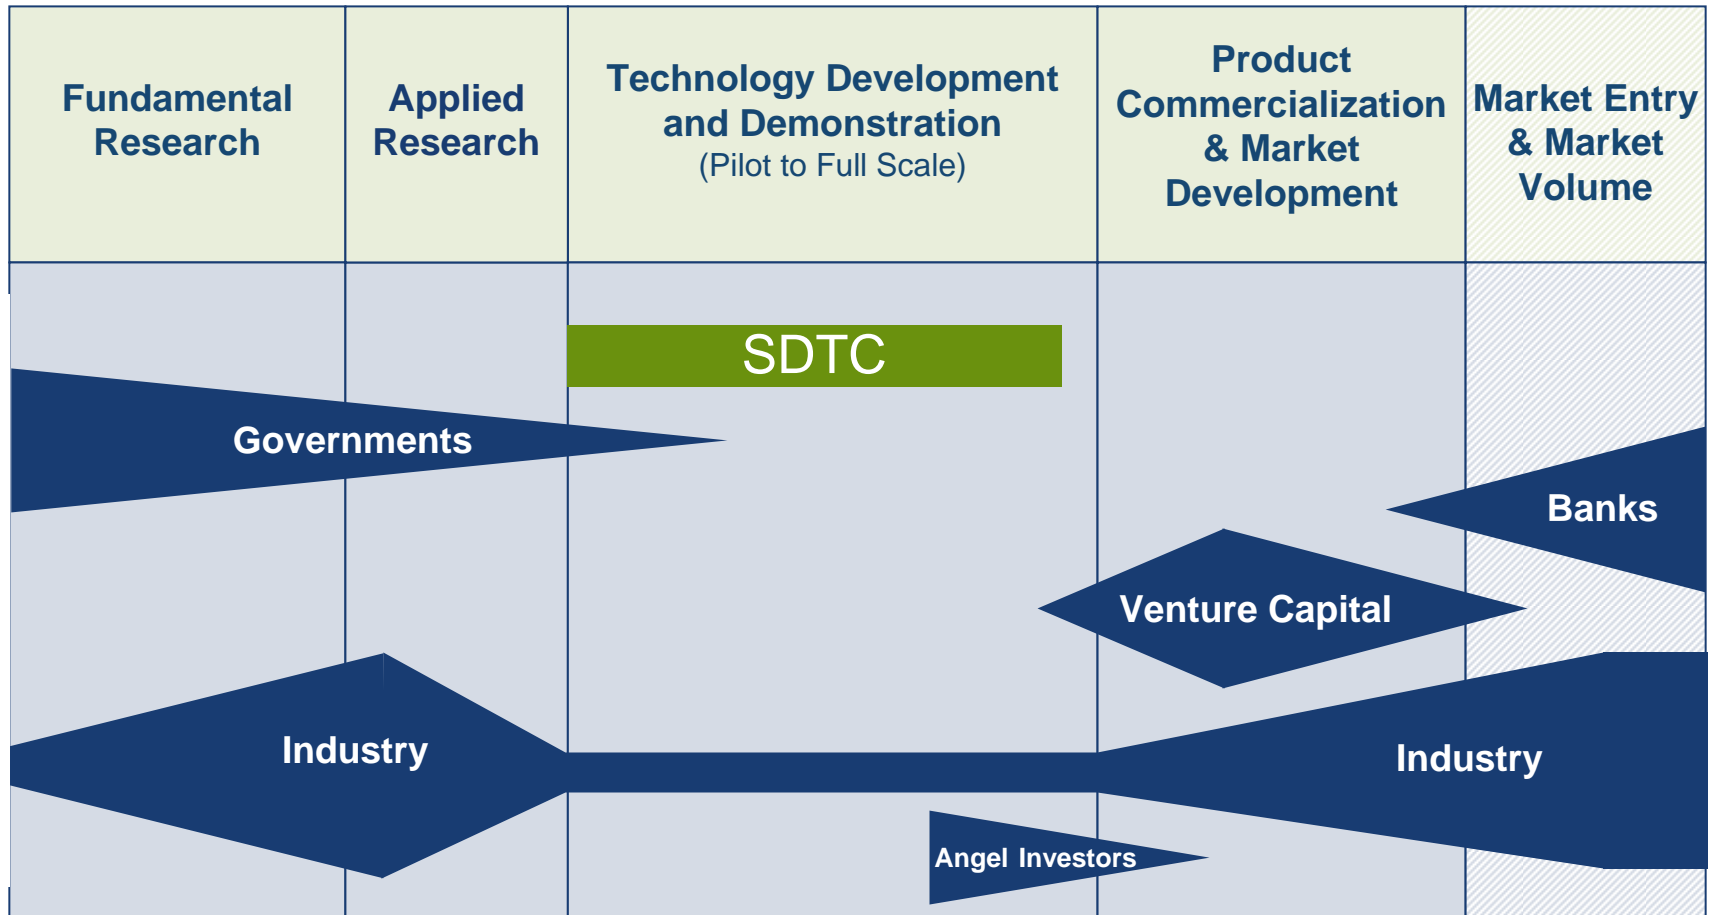 Fundamental
Research
Applied
Research
Technology Development
and Demonstration
(Pilot to Full Scale)
Product
Commercialization
& Market
Development
Market Entry
& Market
Volume
SDTC
Governments
Banks
Venture Capital
Industry
Industry
Angel Investors